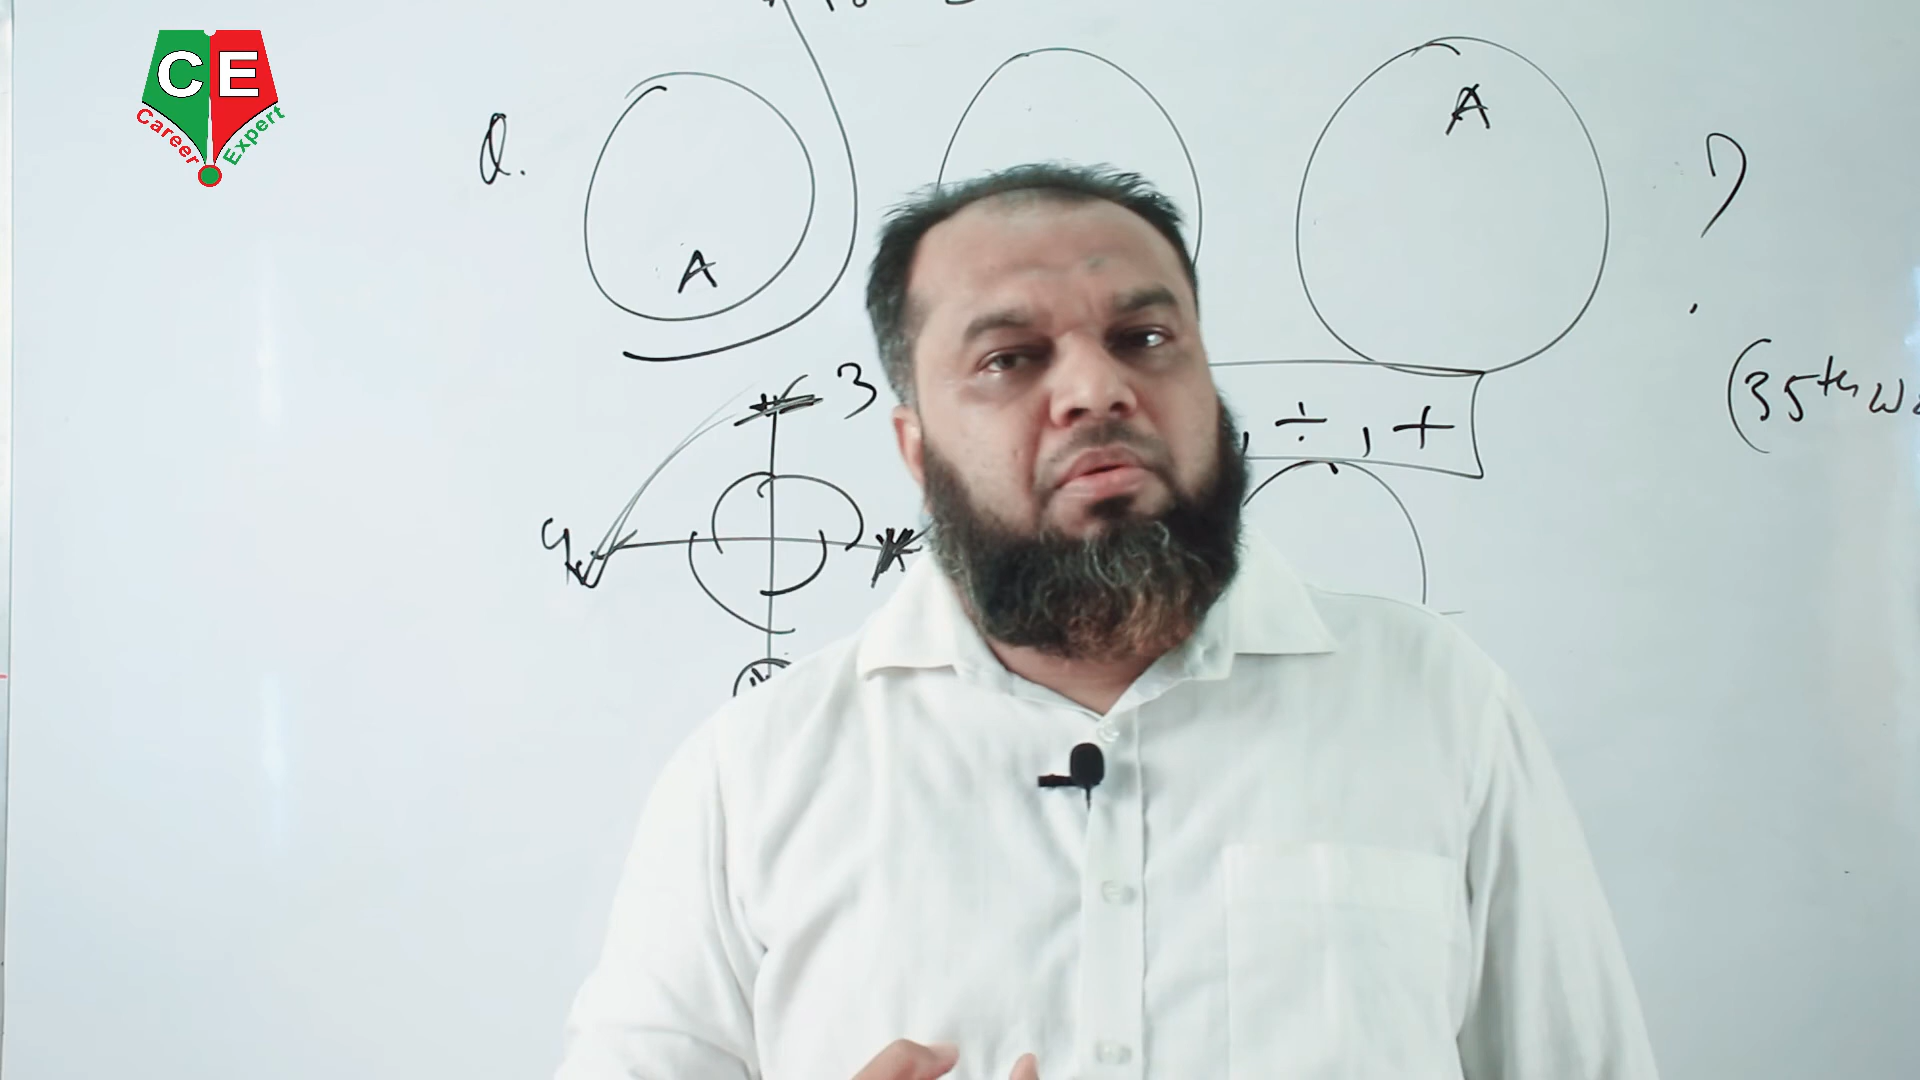 CE
Career Expert
Q.
A
A
?
3
, ÷ , +
(35th
4